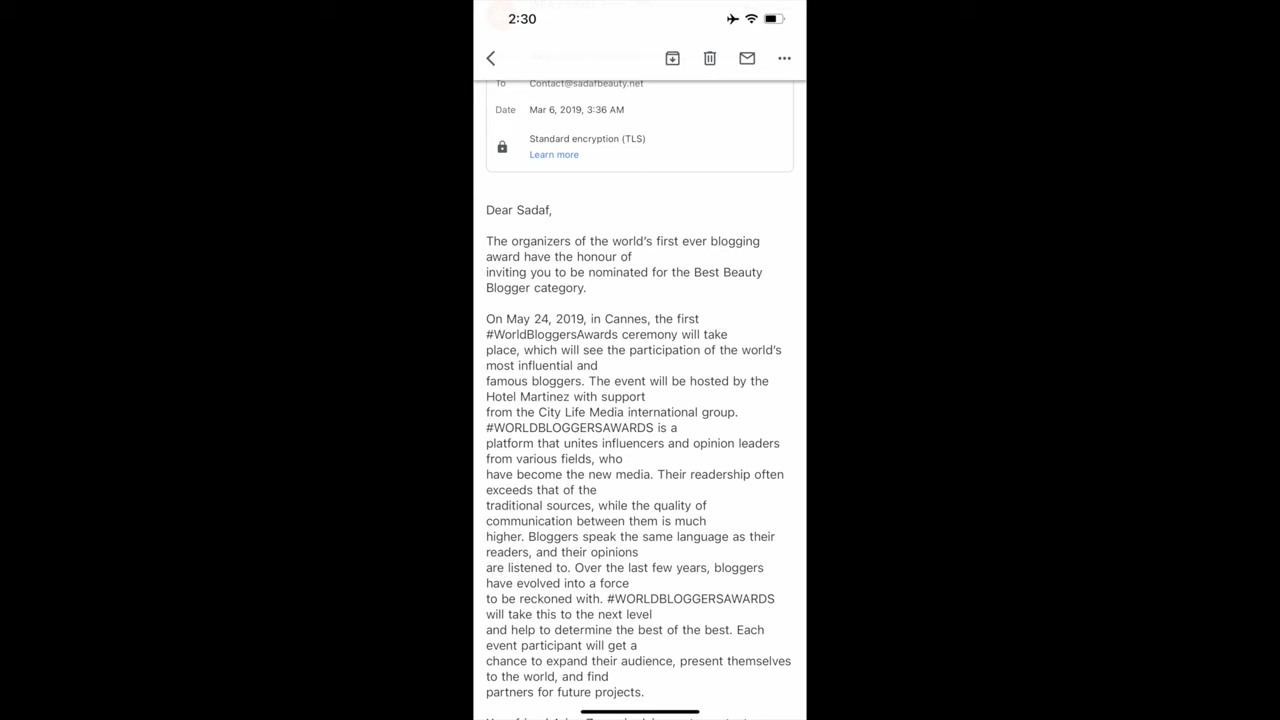 2:30
To Contact@sadafbeauty.net
Date Mar 6, 2019, 3:36 AM
Standard encryption (TLS)
Learn more
Dear Sadaf,
The organizers of the world's first ever blogging
award have the honour of
inviting you to be nominated for the Best Beauty
Blogger category.
On May 24, 2019, in Cannes, the first
#WorldBloggersAwards ceremony will take
place, which will see the participation of the world's
most influential and
famous bloggers. The event will be hosted by the
Hotel Martinez with support
from the City Life Media international group.
#WORLDBLOGGERSAWARDS is a
platform that unites influencers and opinion leaders
from various fields, who
have become the new media. Their readership often
exceeds that of the
traditional sources, while the quality of
communication between them is much
higher. Bloggers speak the same language as their
readers, and their opinions
are listened to. Over the last few years, bloggers
have evolved into a force
to be reckoned with. #WORLDBLOGGERSAWARDS
will take this to the next level
and help to determine the best of the best. Each
event participant will get a
chance to expand their audience, present themselves
to the world, and find
partners for future projects.